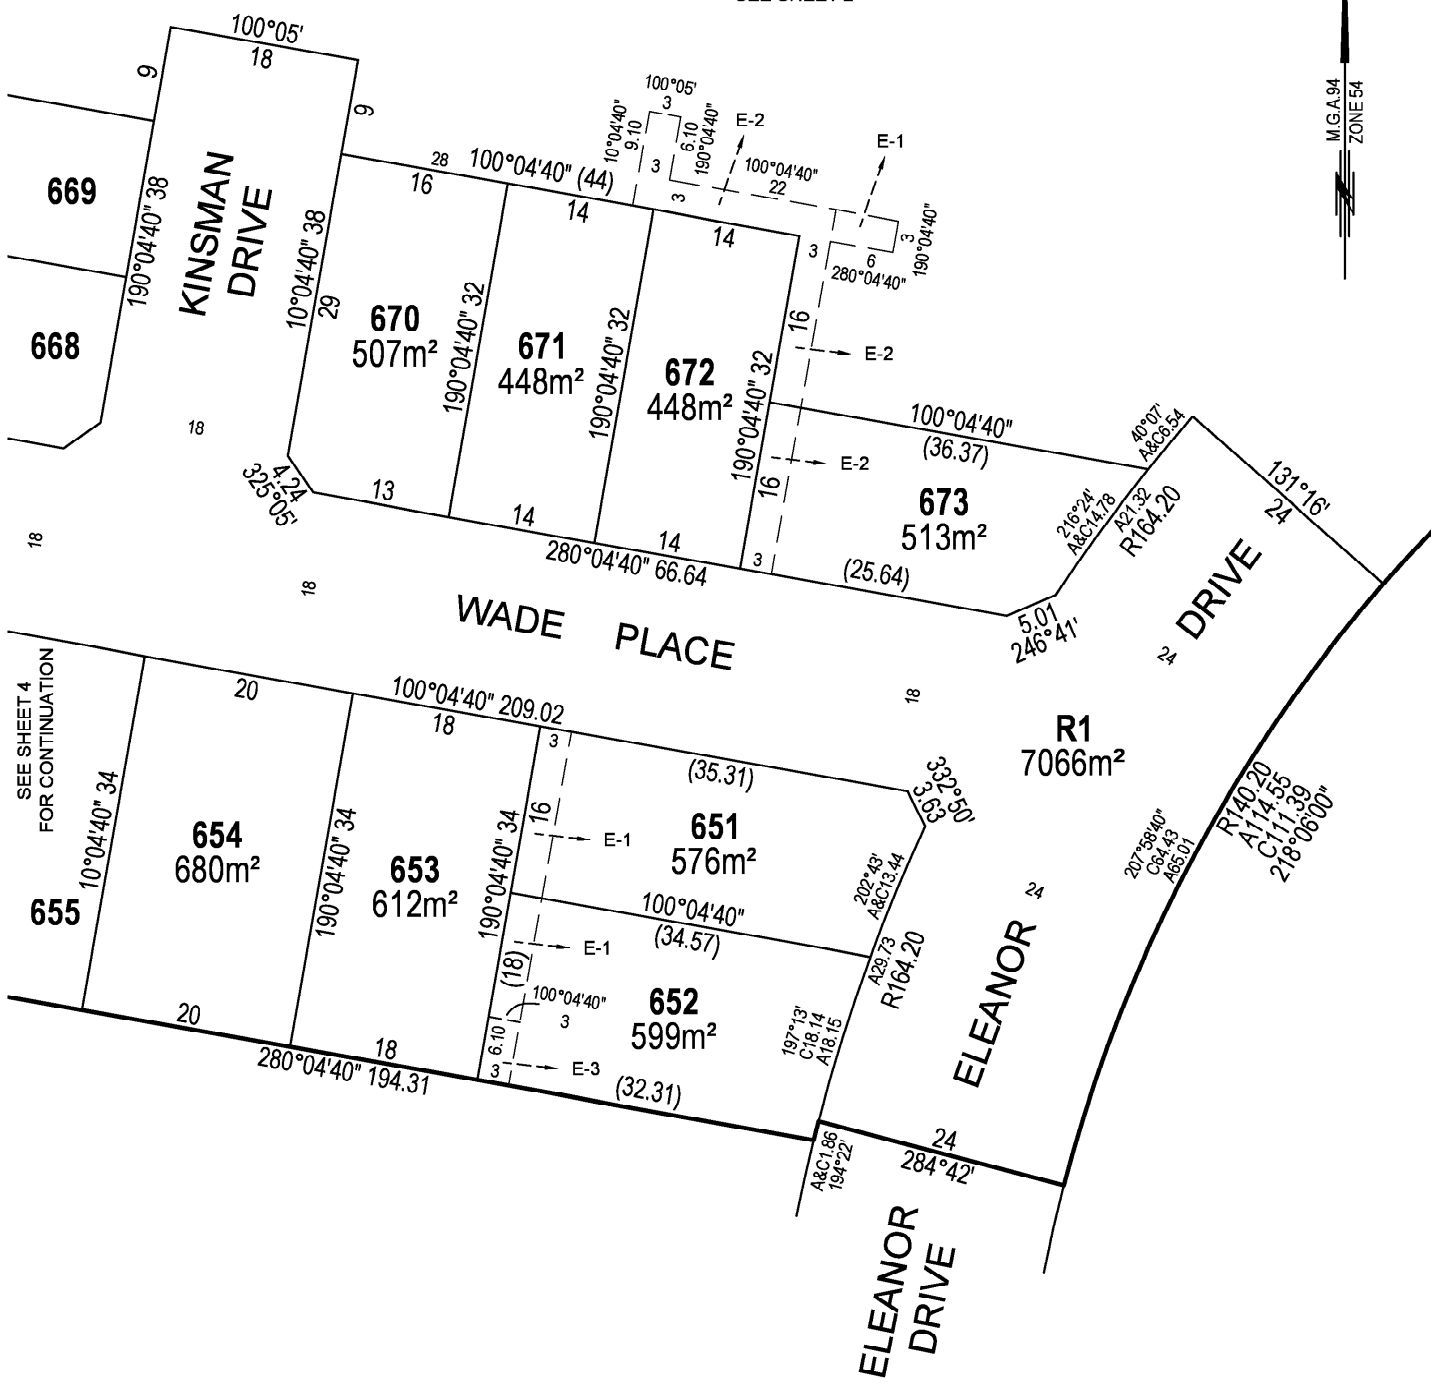 100°05'
18
9
9
669
668
190°04'40" 38
KINSMAN
DRIVE
10°04'40" 38
29
28
100°04'40" (44)
16
14
14
10°04'40"
9.10
100°05'
3
6.10
190°04'40"
3
3
E-2
100°04'40"
22
E-1
3
190°04'40"
3
6
280°04'40"
M.G.A.94
ZONE 54
670
507m²
190°04'40" 32
671
448m²
190°04'40" 32
672
448m²
190°04'40" 32
16
E-2
E-2
16
100°04'40"
(36.37)
673
513m²
(25.64)
40°07'
A&C6.54
216°24'
A&C14.78
A21.32
R164.20
131°16'
24
18
4.24
325°05'
13
14
14
3
280°04'40" 66.64
5.01
246°41'
18
18
WADE PLACE
DRIVE
24
18
SEE SHEET 4
FOR CONTINUATION
20
100°04'40" 209.02
18
3
(35.31)
332°50'
3.63
R1
7066m²
R140.20
A114.55
C111.39
218°06'00"
207°58'40"
C64.43
A65.01
10°04'40" 34
654
680m²
655
190°04'40" 34
653
612m²
190°04'40" 34
16
E-1
651
576m²
202°43'
A&C13.44
100°04'40"
(34.57)
E-1
(18)
A29.73
R164.20
24
ELEANOR
100°04'40"
3
652
599m²
197°13'
C18.14
A18.15
6.10
3
E-3
(32.31)
20
18
280°04'40" 194.31
A&C1.86
194°22'
24
284°42'
ELEANOR
DRIVE